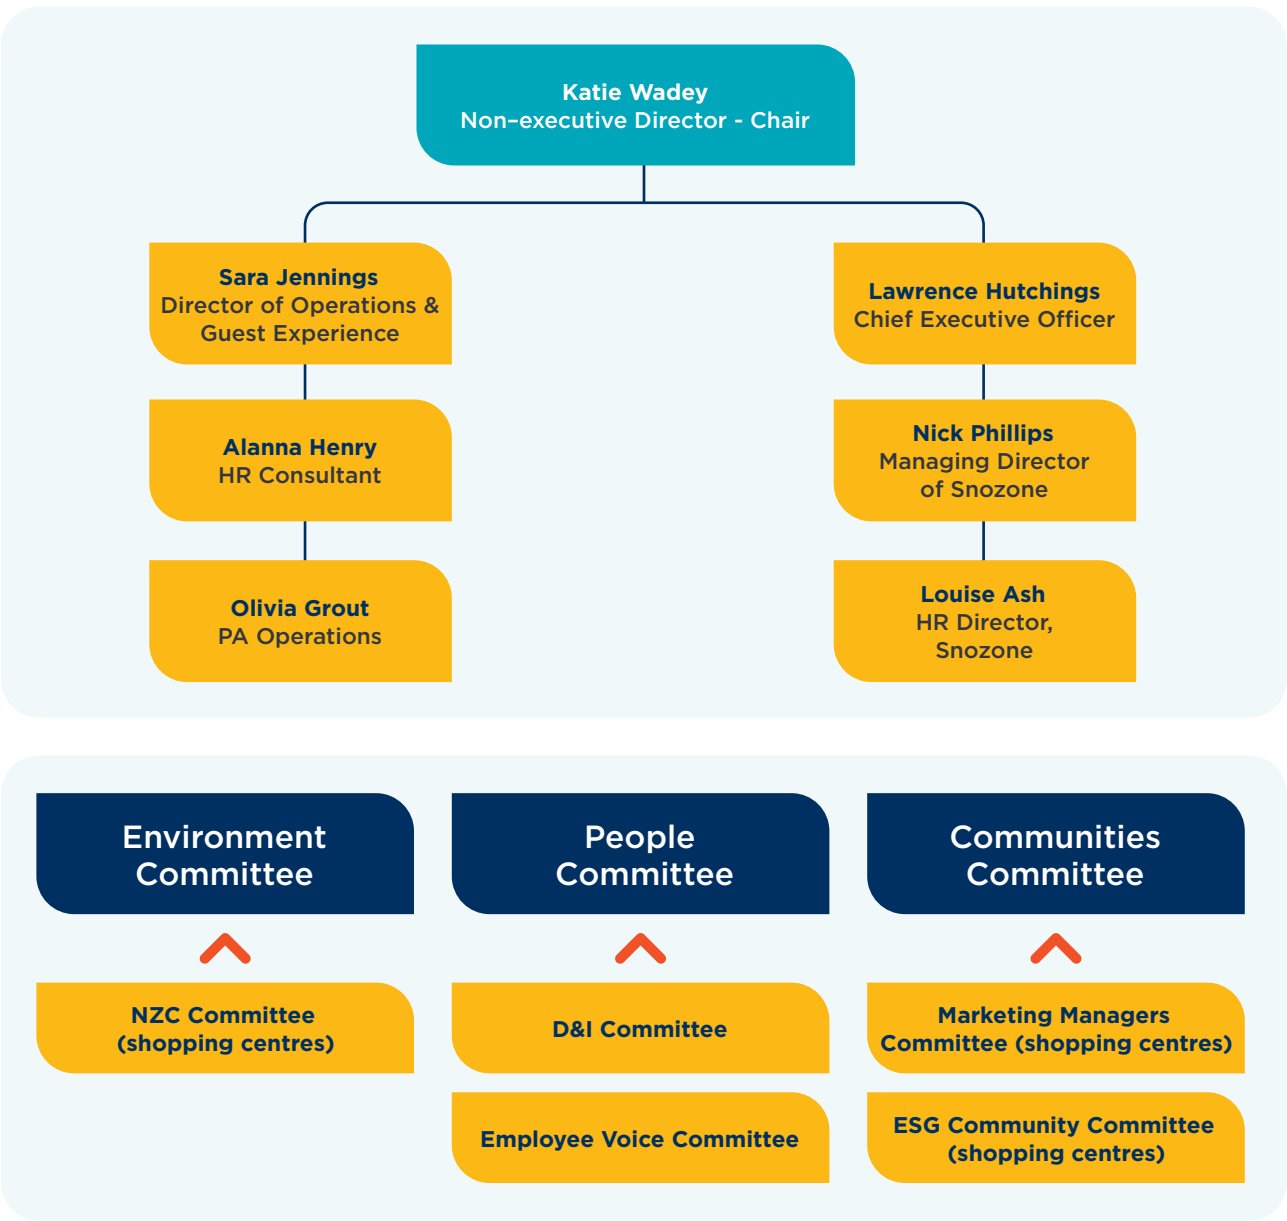 Katie Wadey
Non–executive Director - Chair
Sara Jennings
Director of Operations &
Guest Experience
Lawrence Hutchings
Chief Executive Officer
Alanna Henry
HR Consultant
Nick Phillips
Managing Director
of Snozone
Olivia Grout
PA Operations
Louise Ash
HR Director,
Snozone
Environment
Committee
People
Committee
Communities
Committee
NZC Committee
(shopping centres)
D&I Committee
Marketing Managers
Committee (shopping centres)
Employee Voice Committee
ESG Community Committee
(shopping centres)